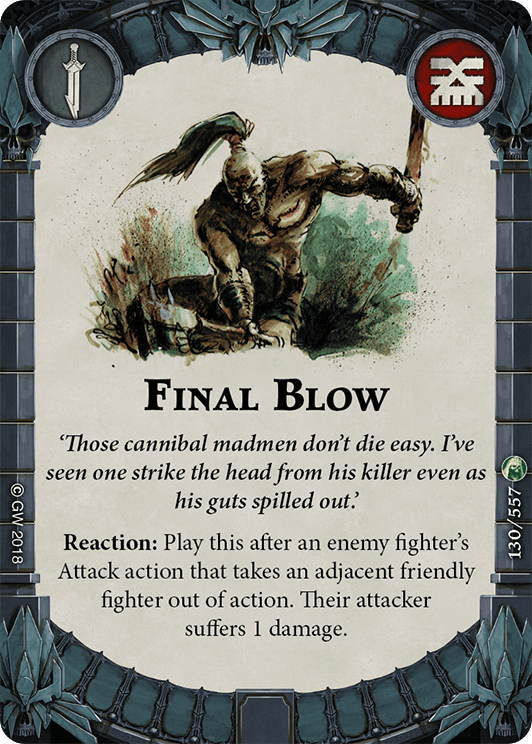 Final Blow
‘Those cannibal madmen don’t die easy. I’ve
seen one strike the head from his killer even as
his guts spilled out.’
Reaction: Play this after an enemy fighter’s
Attack action that takes an adjacent friendly
fighter out of action. Their attacker
suffers 1 damage.
© GW 2018
130/557